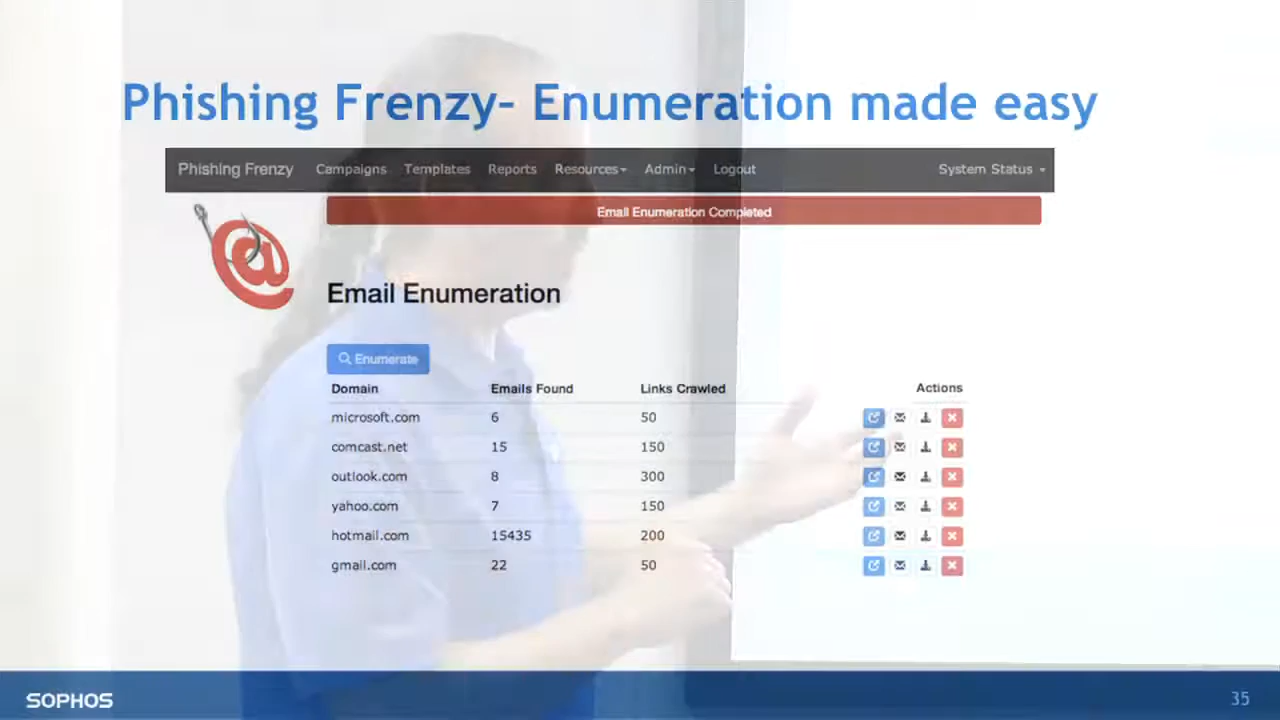 Phishing Frenzy- Enumeration made easy
Phishing Frenzy Campaigns Templates Reports Resources Admin Logout System Status
Email Enumeration Completed
@
Email Enumeration
Enumerate
Domain Emails Found Links Crawled Actions
microsoft.com 6 50
comcast.net 15 150
outlook.com 8 300
yahoo.com 7 150
hotmail.com 15435 200
gmail.com 22 50
SOPHOS 35